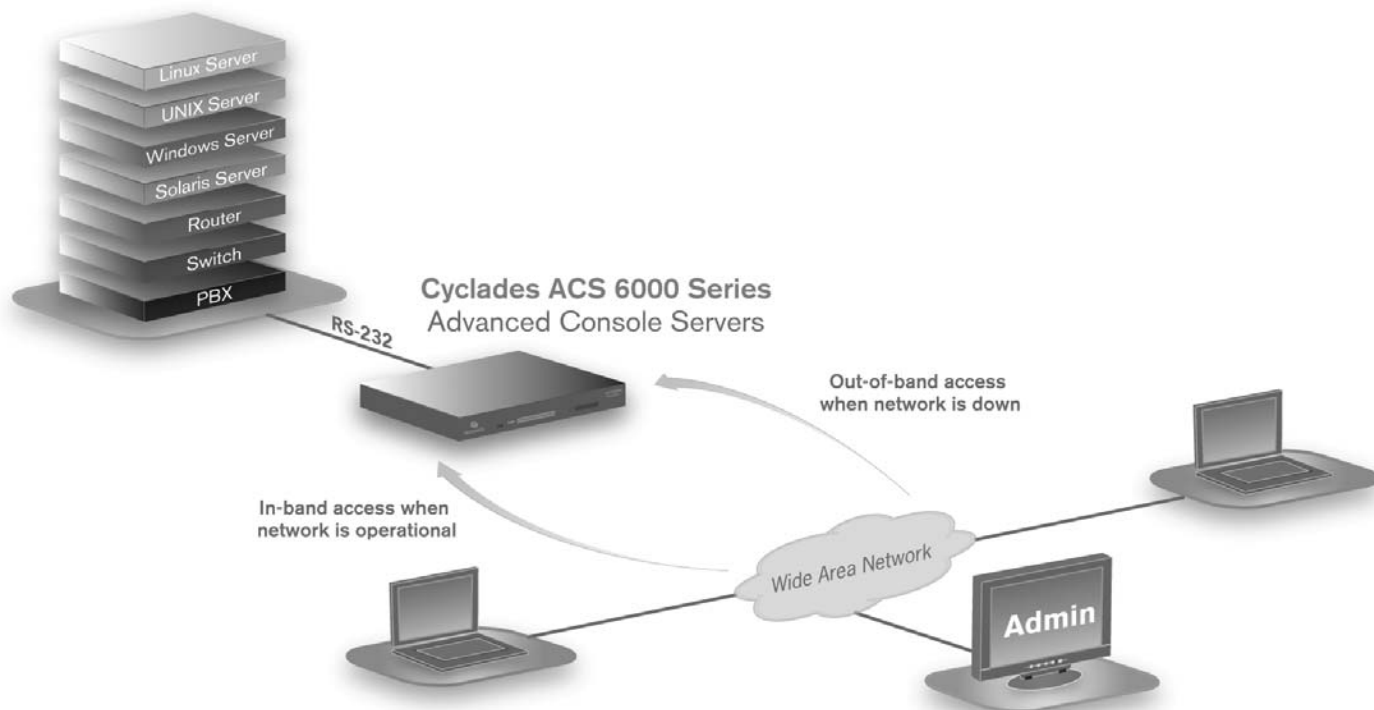 Linux Server
UNIX Server
Windows Server
Solaris Server
Router
Switch
PBX
RS-232
Cyclades ACS 6000 Series
Advanced Console Servers
Out-of-band access
when network is down
In-band access when
network is operational
Wide Area Network
Admin